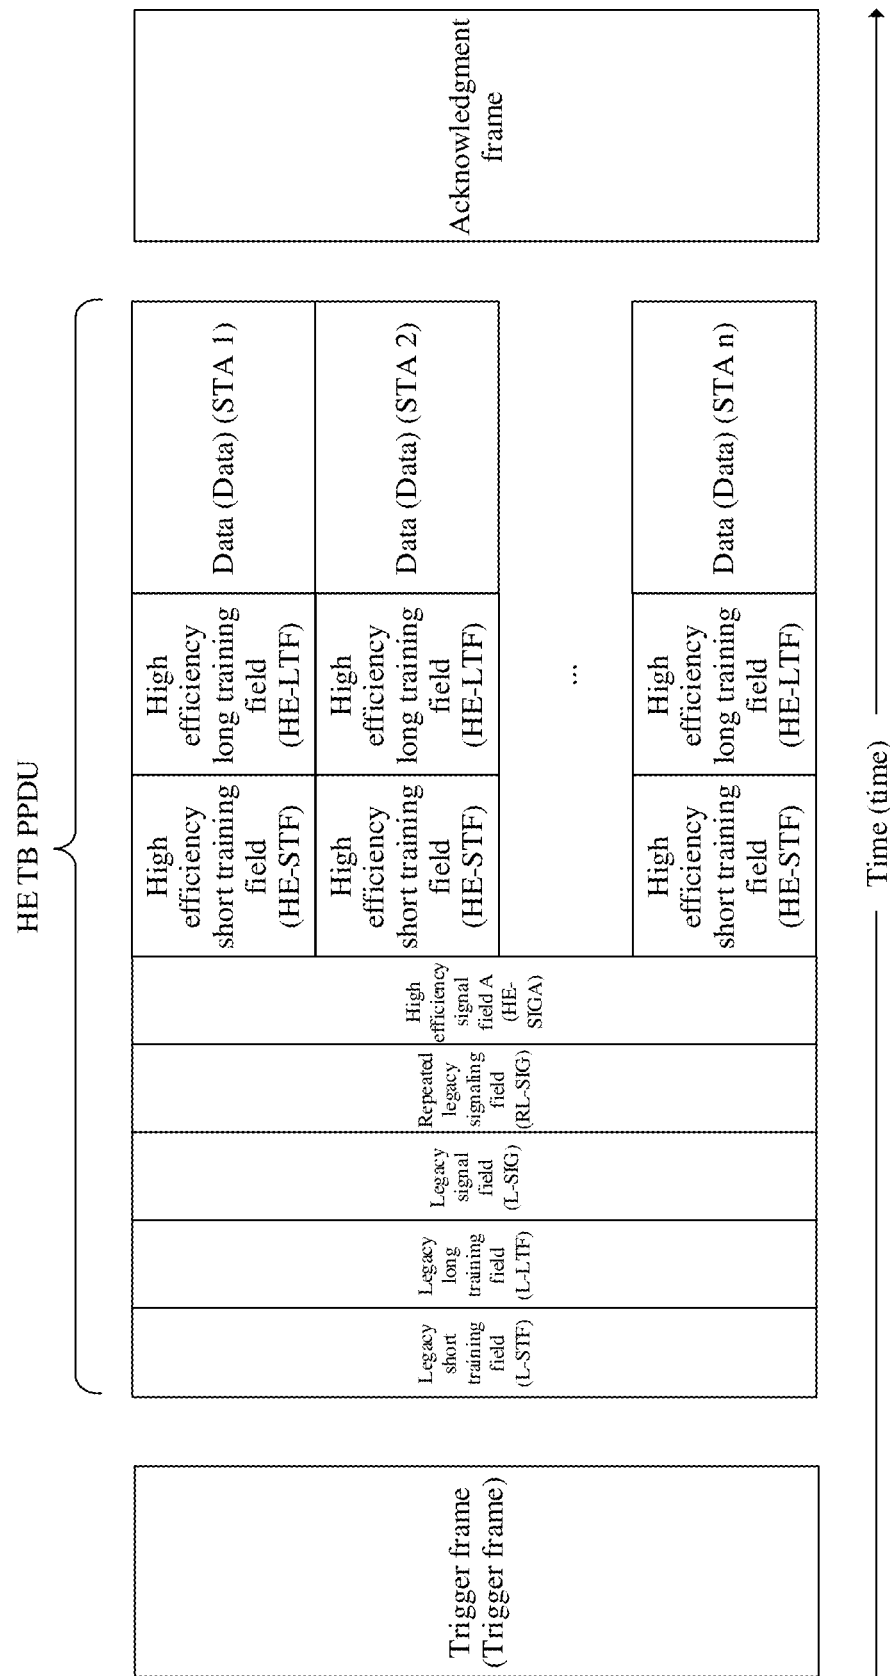 HE TB PPDU
Trigger frame
(Trigger frame)
Legacy
short
training
field
(L-STF)
Legacy
long
training
field
(L-LTF)
Legacy
signal
field
(L-SIG)
Repeated
legacy
signaling
field
(RL-SIG)
High
efficiency
signal
field A
(HE-
SIGA)
High
efficiency
short training
field
(HE-STF)
High
efficiency
long training
field
(HE-LTF)
Data (Data) (STA 1)
High
efficiency
short training
field
(HE-STF)
High
efficiency
long training
field
(HE-LTF)
Data (Data) (STA 2)
...
High
efficiency
short training
field
(HE-STF)
High
efficiency
long training
field
(HE-LTF)
Data (Data) (STA n)
Acknowledgment
frame
Time (time)